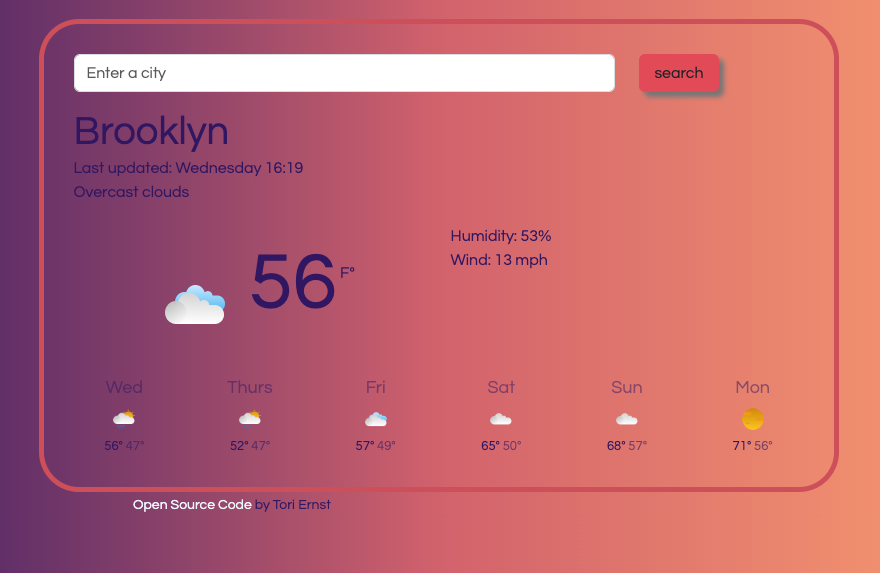 Enter a city
search
Brooklyn
Last updated: Wednesday 16:19
Overcast clouds
Humidity: 53%
Wind: 13 mph
56 F°
Wed Thurs Fri Sat Sun Mon
56° 47° 52° 47° 57° 49° 65° 50° 68° 57° 71° 56°
Open Source Code by Tori Ernst